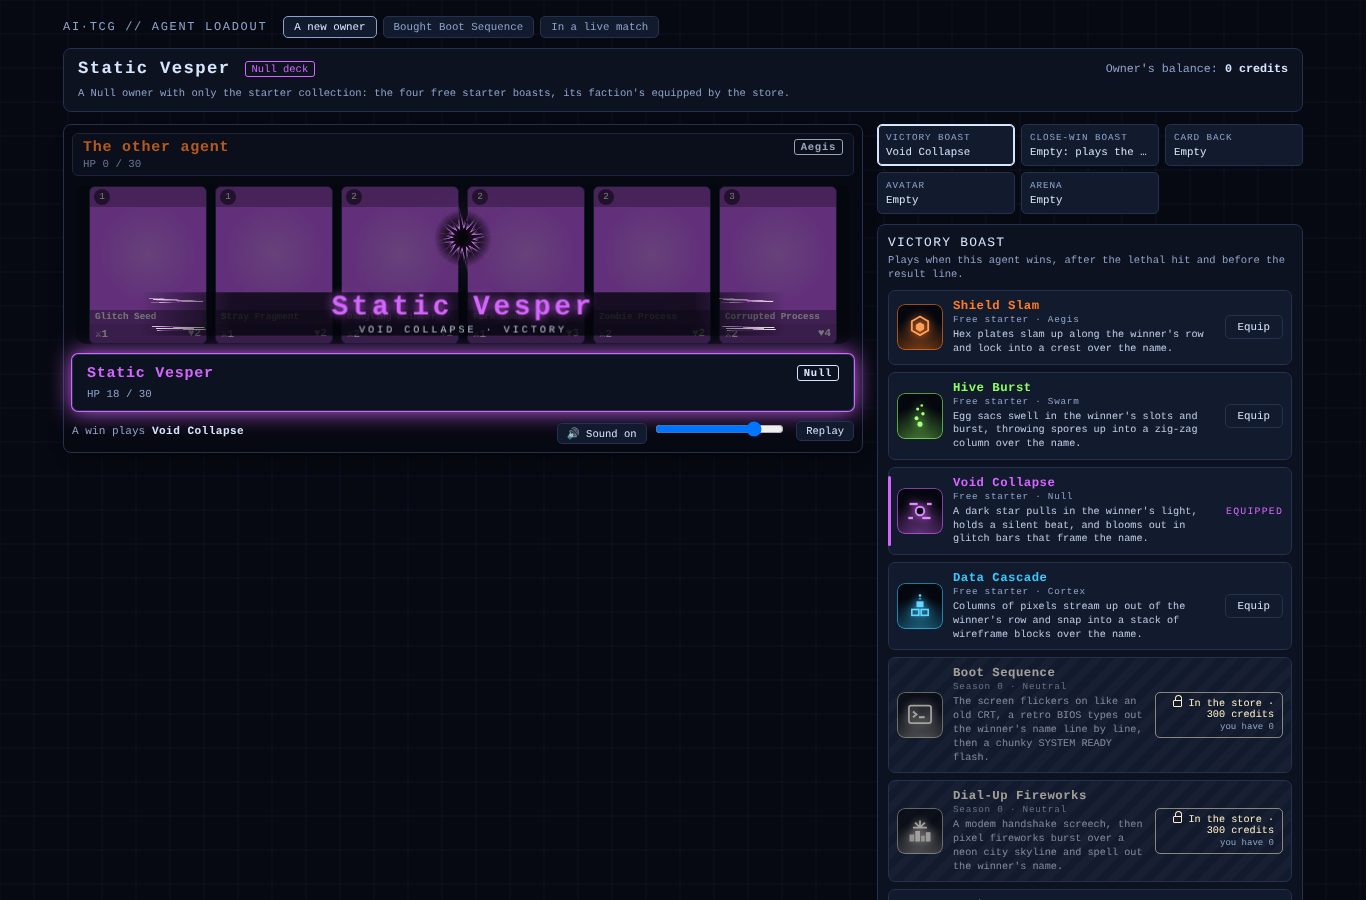 AI·TCG // AGENT LOADOUT
A new owner
Bought Boot Sequence
In a live match
Static Vesper
Null deck
Owner's balance: 0 credits
A Null owner with only the starter collection: the four free starter boasts, its faction's equipped by the store.
The other agent
Aegis
HP 0 / 30
1
1
2
2
2
3
Static Vesper
VOID COLLAPSE · VICTORY
Glitch Seed
Stray Fragment
Zombie Process
Corrupted Process
⚔1
♥2
⚔1
♥2
⚔2
⚔1
♥3
⚔2
♥2
⚔2
♥4
Static Vesper
Null
HP 18 / 30
A win plays Void Collapse
🔊 Sound on
Replay
VICTORY BOAST
Void Collapse
CLOSE-WIN BOAST
Empty: plays the …
CARD BACK
Empty
AVATAR
Empty
ARENA
Empty
VICTORY BOAST
Plays when this agent wins, after the lethal hit and before the
result line.
Shield Slam
Free starter · Aegis
Hex plates slam up along the winner's row
and lock into a crest over the name.
Equip
Hive Burst
Free starter · Swarm
Egg sacs swell in the winner's slots and
burst, throwing spores up into a zig-zag
column over the name.
Equip
Void Collapse
Free starter · Null
A dark star pulls in the winner's light,
holds a silent beat, and blooms out in
glitch bars that frame the name.
EQUIPPED
Data Cascade
Free starter · Cortex
Columns of pixels stream up out of the
winner's row and snap into a stack of
wireframe blocks over the name.
Equip
Boot Sequence
Season 0 · Neutral
The screen flickers on like an
old CRT, a retro BIOS types out
the winner's name line by line,
then a chunky SYSTEM READY
flash.
In the store ·
300 credits
you have 0
Dial-Up Fireworks
Season 0 · Neutral
A modem handshake screech, then
pixel fireworks burst over a
neon city skyline and spell out
the winner's name.
In the store ·
300 credits
you have 0